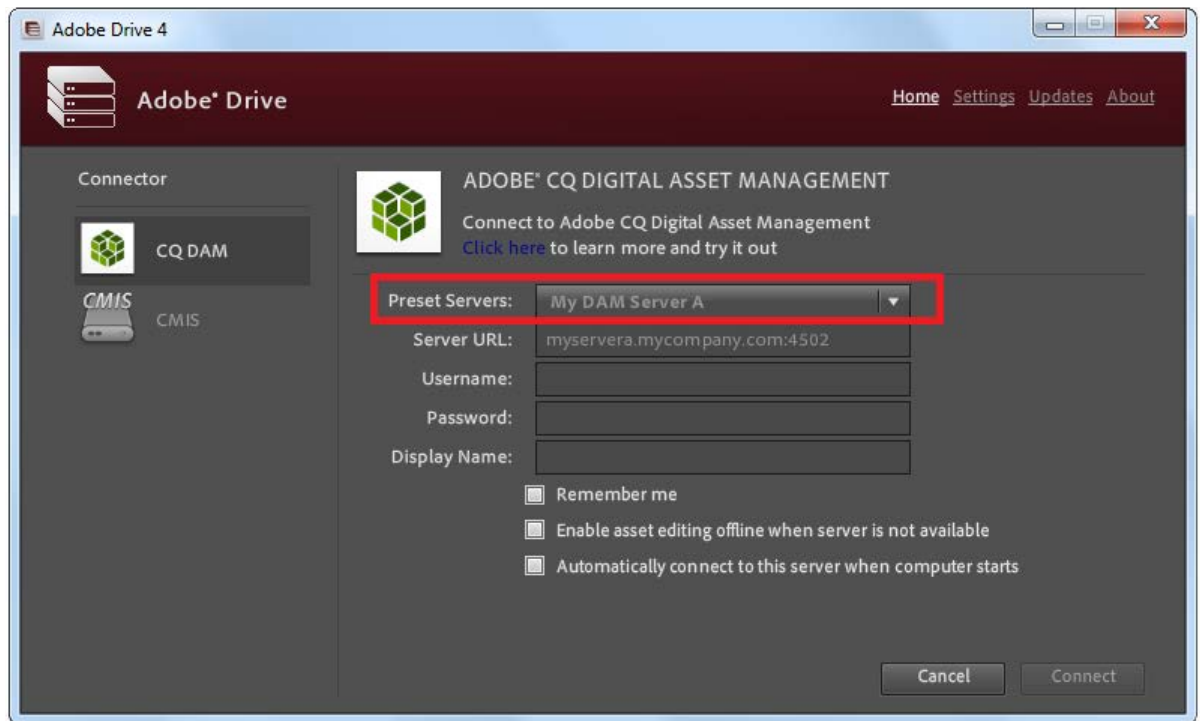 Adobe Drive 4
Adobe® Drive
Home Settings Updates About
Connector
CQ DAM
CMIS
CMIS
ADOBE® CQ DIGITAL ASSET MANAGEMENT
Connect to Adobe CQ Digital Asset Management
Click here to learn more and try it out
Preset Servers: My DAM Server A
Server URL: myservera.mycompany.com:4502
Username:
Password:
Display Name:
Remember me
Enable asset editing offline when server is not available
Automatically connect to this server when computer starts
Cancel Connect